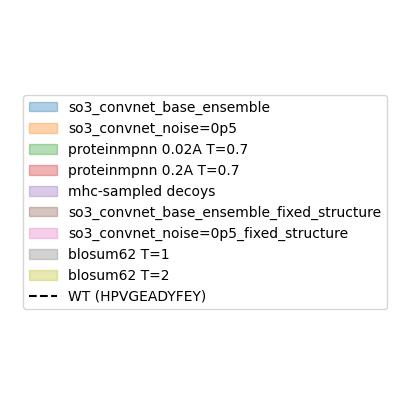 so3_convnet_base_ensemble
so3_convnet_noise=0p5
proteinmpnn 0.02A T=0.7
proteinmpnn 0.2A T=0.7
mhc-sampled decoys
so3_convnet_base_ensemble_fixed_structure
so3_convnet_noise=0p5_fixed_structure
blosum62 T=1
blosum62 T=2
WT (HPVGEADYFEY)